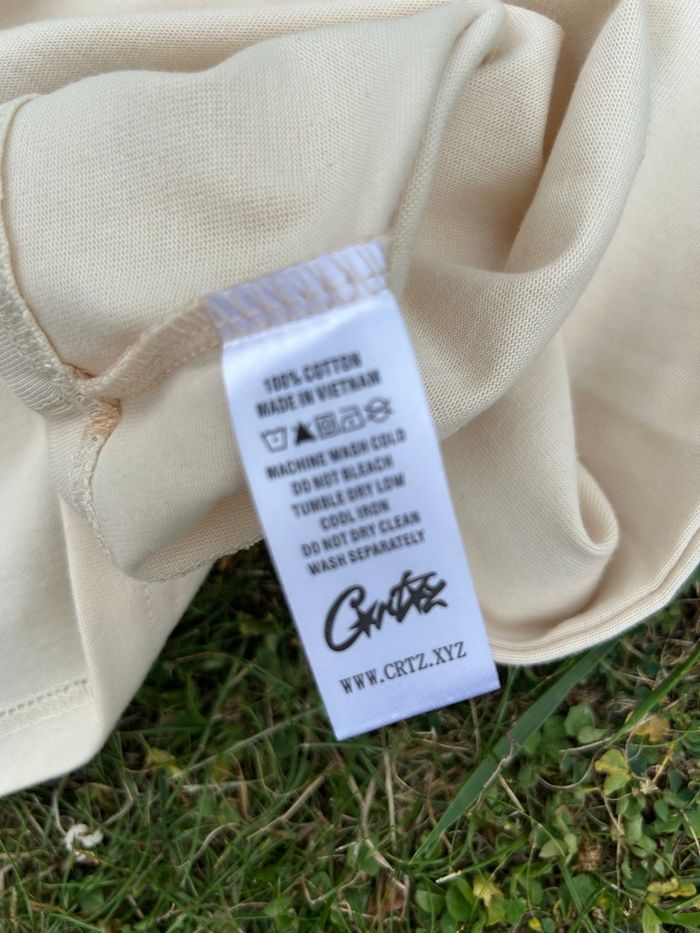 100% COTTON
MADE IN VIETNAM
MACHINE WASH COLD
DO NOT BLEACH
TUMBLE DRY LOW
COOL IRON
DO NOT DRY CLEAN
WASH SEPARATELY
WWW.CRTZ.XYZ